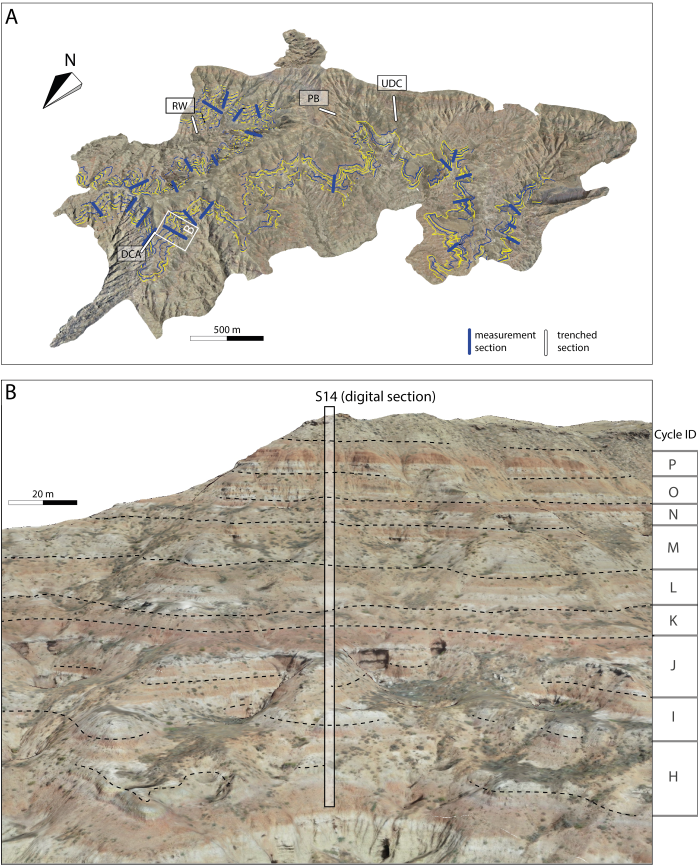 A
N
RW
PB
UDC
DCA
B
500 m
measurement
section
trenched
section
B
S14 (digital section)
Cycle ID
20 m
P
O
N
M
L
K
J
I
H